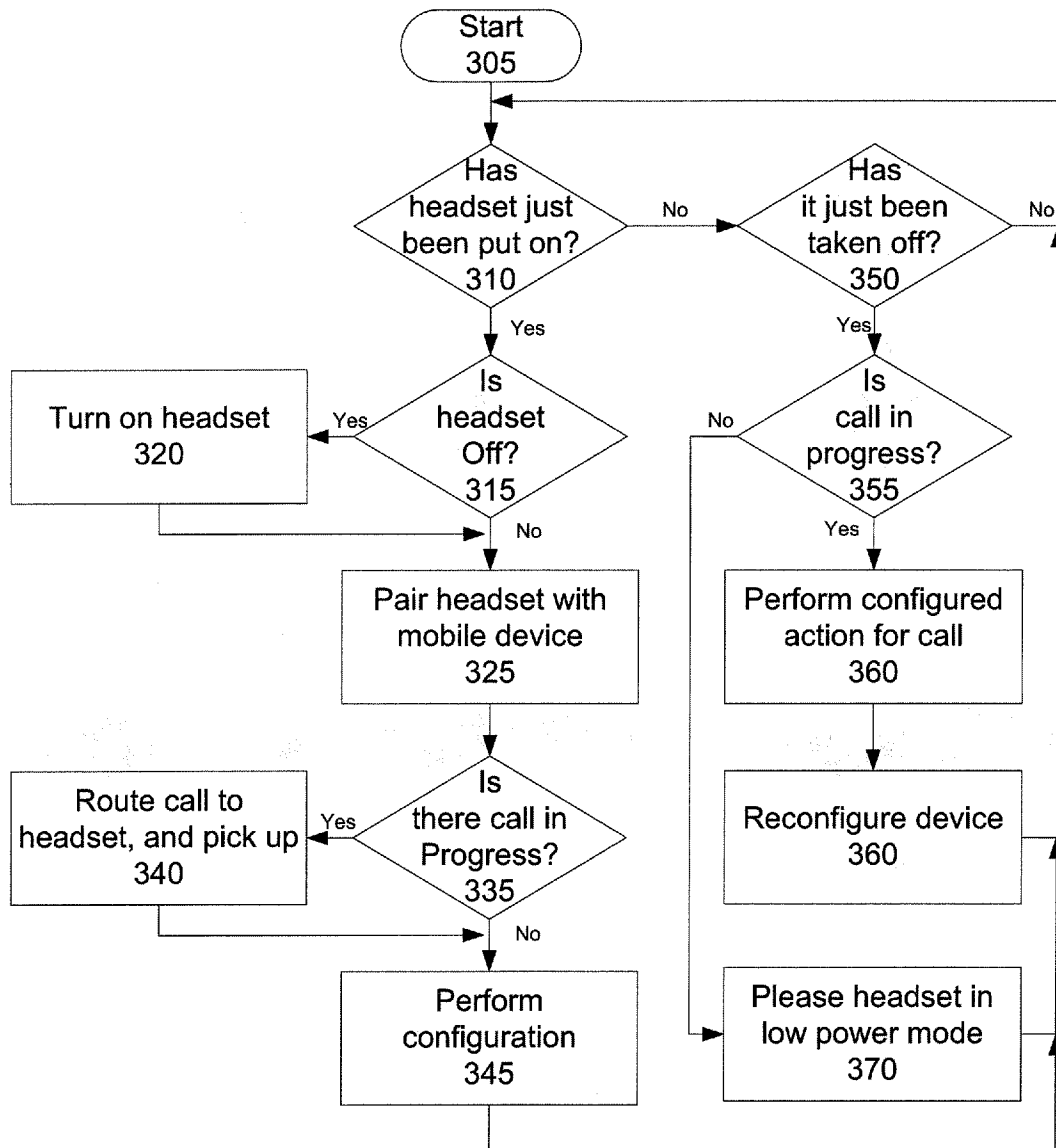 Start
305
Has
headset just
been put on?
310
No
Has
it just been
taken off?
350
No
Yes
Yes
Is
headset
Off?
315
Yes
Turn on headset
320
No
Is
call in
progress?
355
No
Yes
Pair headset with
mobile device
325
Perform configured
action for call
360
Is
there call in
Progress?
335
Yes
Route call to
headset, and pick up
340
No
Reconfigure device
360
Perform
configuration
345
Please headset in
low power mode
370